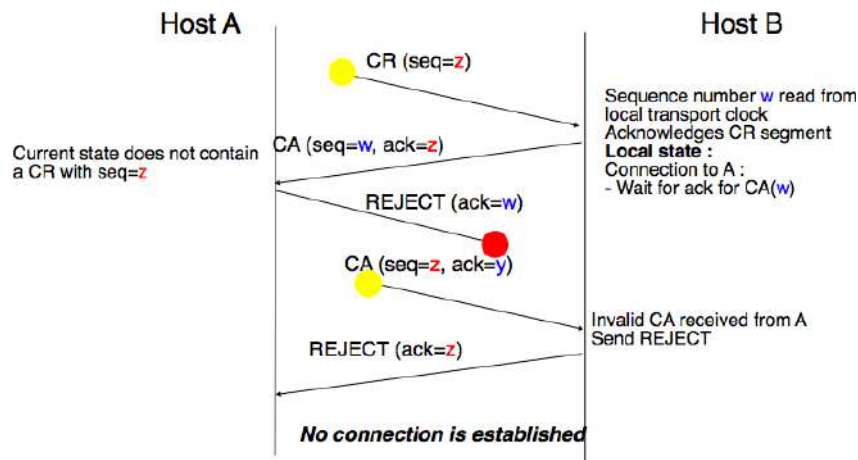 Host A
Host B
CR (seq=z)
Sequence number w read from
local transport clock
Acknowledges CR segment
Local state :
Connection to A :
- Wait for ack for CA(w)
CA (seq=w, ack=z)
Current state does not contain
a CR with seq=z
REJECT (ack=w)
CA (seq=z, ack=y)
Invalid CA received from A
Send REJECT
REJECT (ack=z)
No connection is established